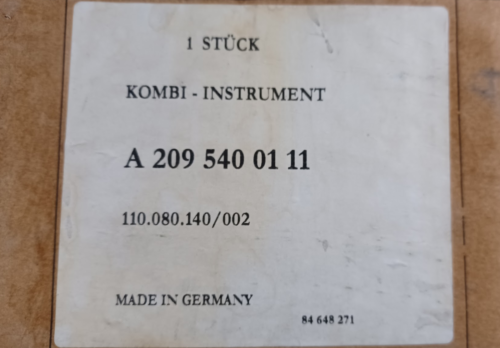 1 STÜCK
KOMBI - INSTRUMENT
A 209 540 01 11
110.080.140/002
MADE IN GERMANY
84 648 271